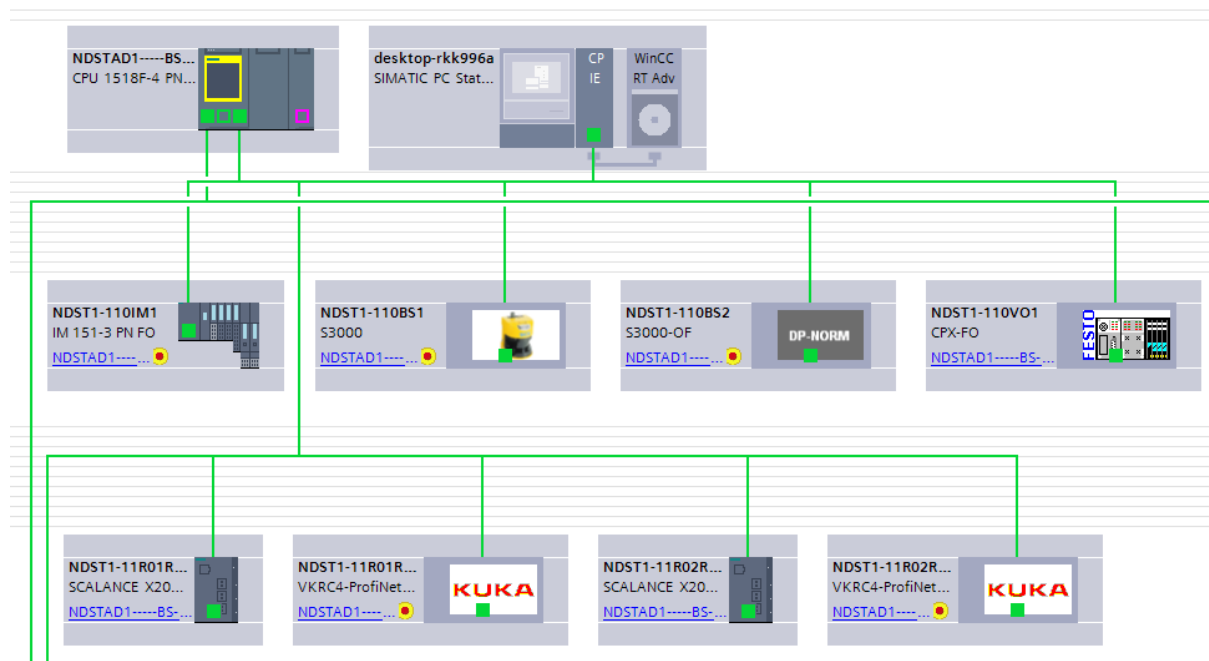 NDSTAD1-----BS...
CPU 1518F-4 PN...
desktop-rkk996a
SIMATIC PC Stat...
CP
IE
WinCC
RT Adv
NDST1-110IM1
IM 151-3 PN FO
NDSTAD1----...
NDST1-110BS1
S3000
NDSTAD1----...
NDST1-110BS2
S3000-OF
NDSTAD1----...
DP-NORM
NDST1-110VO1
CPX-FO
NDSTAD1-----BS-...
FESTO
NDST1-11R01R...
SCALANCE X20...
NDSTAD1-----BS-...
NDST1-11R01R...
VKRC4-ProfiNet...
NDSTAD1----...
KUKA
NDST1-11R02R...
SCALANCE X20...
NDSTAD1-----BS-...
NDST1-11R02R...
VKRC4-ProfiNet...
NDSTAD1----...
KUKA